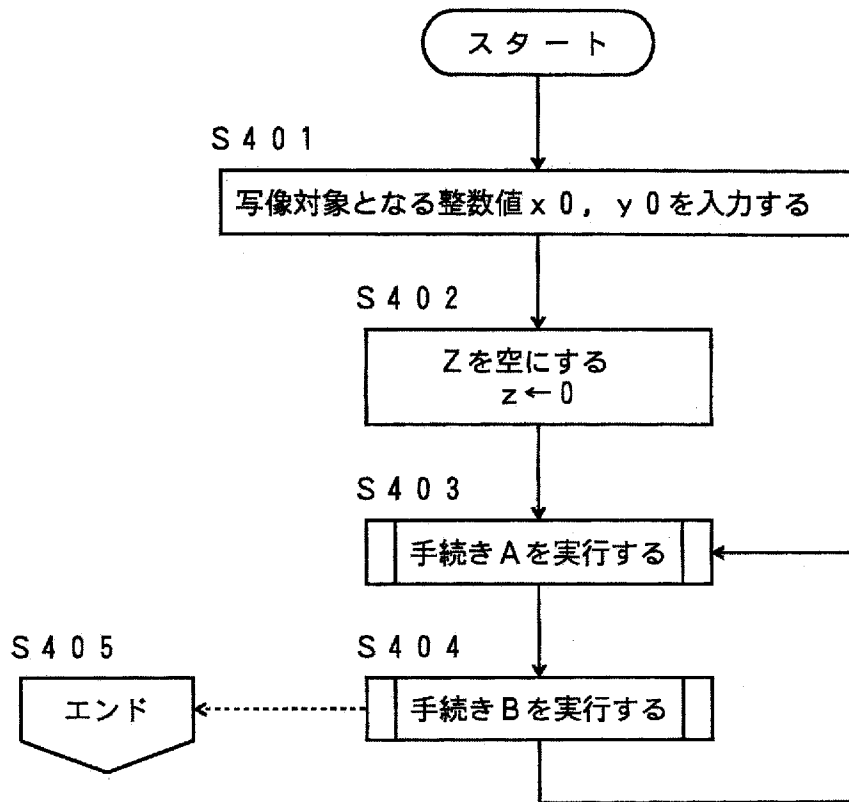 スタート
S401
写像対象となる整数値x0,y0を入力する
S402
Zを空にする
z←0
S403
手続きAを実行する
S405
S404
エンド
手続きBを実行する